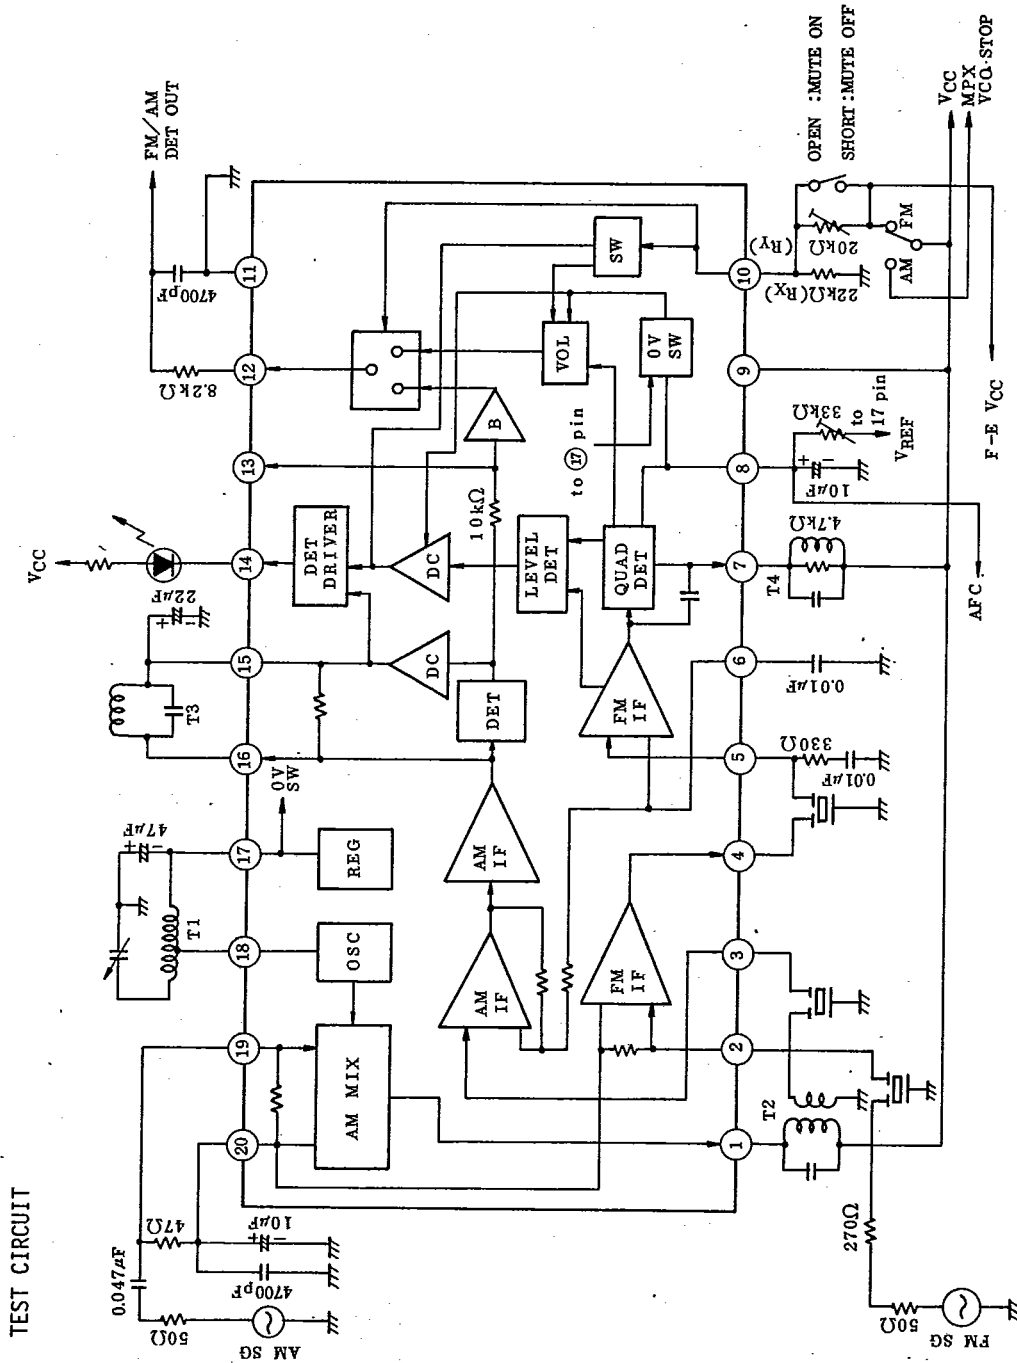 TEST CIRCUIT
0.047μF
50Ω
AM SG
47Ω
4700pF
10μF
+
−
T1
47μF
+
−
0V
SW
T3
22μF
+
−
VCC
8.2kΩ
4700pF
FM/AM
DET OUT
20
19
18
17
16
15
14
13
12
11
AM MIX
OSC
REG
AM
IF
AM
IF
DET
DC
DC
DET
DRIVER
10kΩ
B
SW
VOL
0V
SW
to ⑰ pin
LEVEL
DET
QUAD
DET
FM
IF
FM
IF
1
2
3
4
5
6
7
8
9
10
T2
270Ω
50Ω
FM SG
330Ω
0.01μF
0.01μF
T4
4.7kΩ
AFC
10μF
+
−
33kΩ
to
17 pin
VREF
22kΩ(Rx)
20kΩ
(Ry)
AM
FM
OPEN :MUTE ON
SHORT:MUTE OFF
VCC
MPX
VCO.STOP
F-E VCC